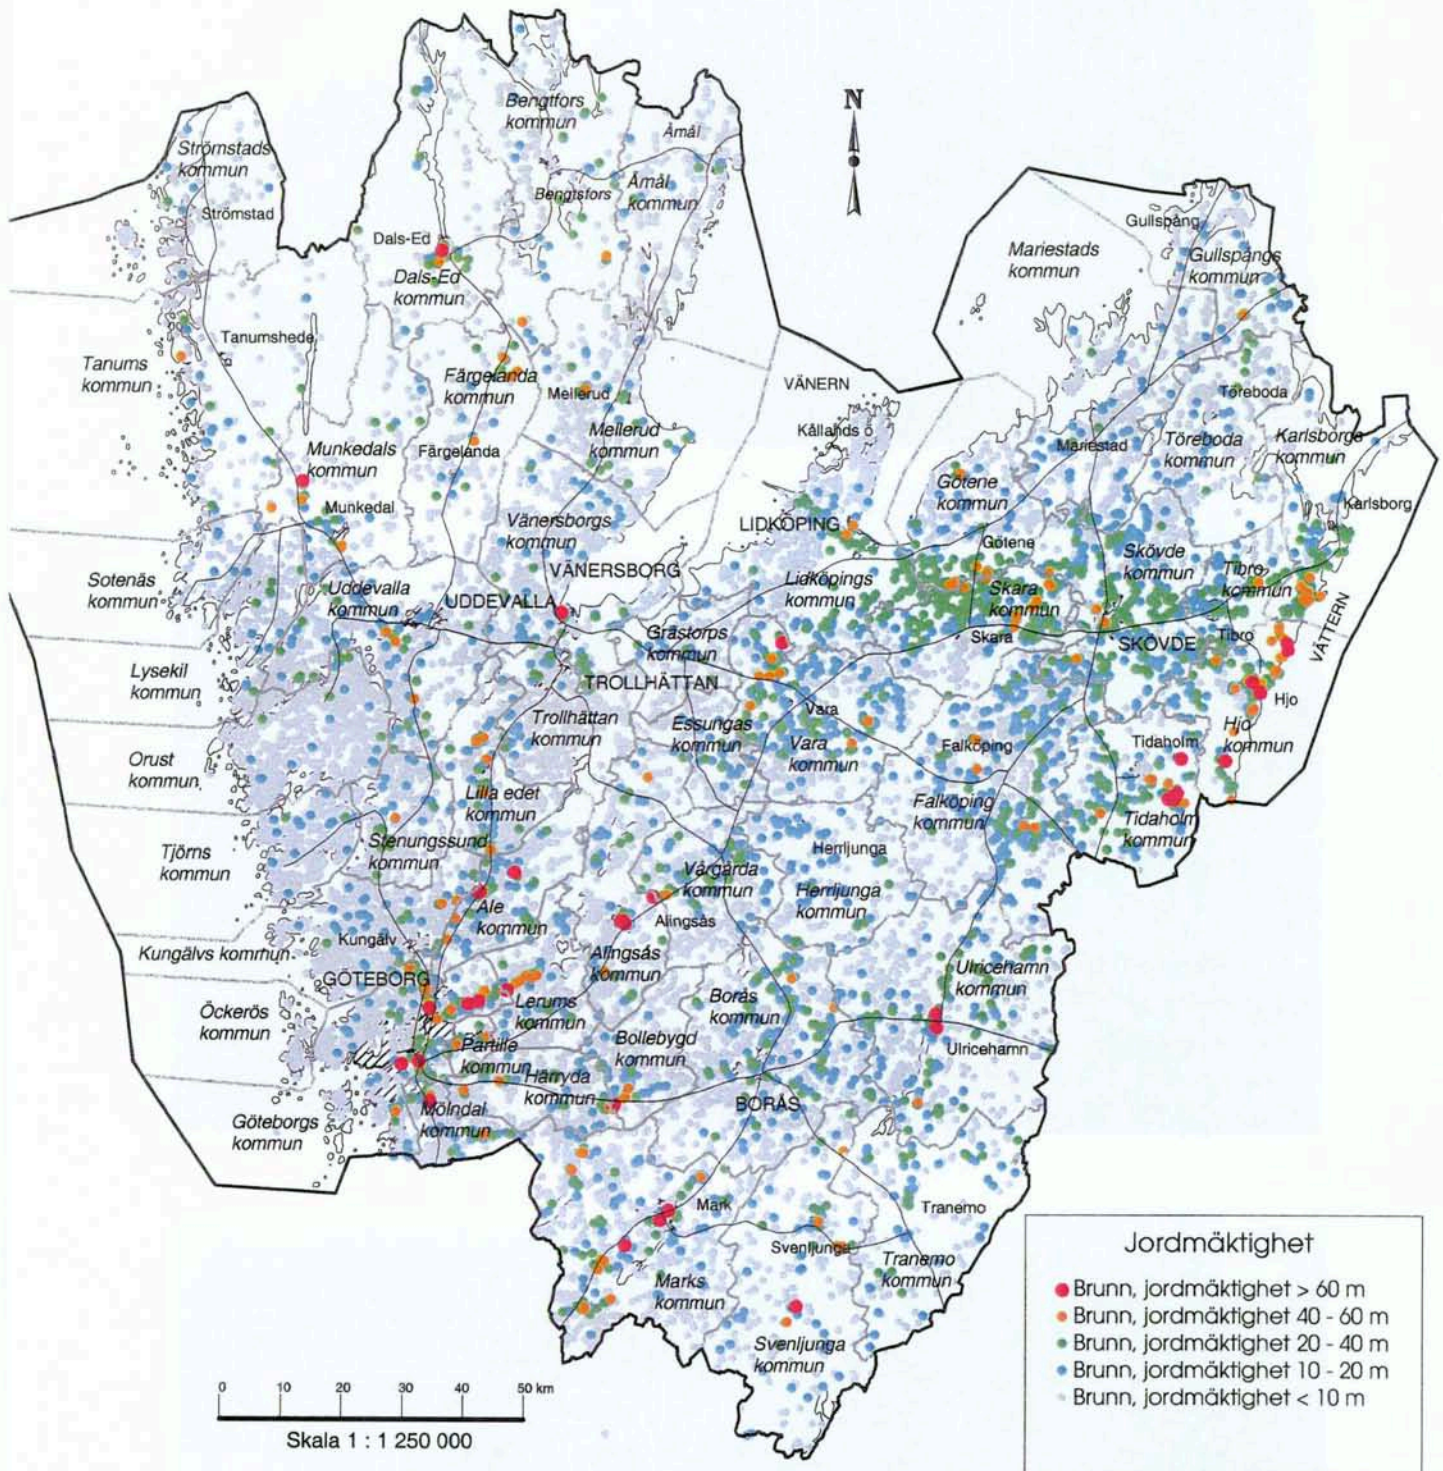 N
Bengtfors
kommun
Åmål
Strömstads
kommun
Bengtsfors
Åmål
kommun
Strömstad
Gullspång
Dals-Ed
Mariestads
kommun
Gullspångs
kommun
Dals-Ed
kommun
Tanumshede
Tanums
kommun
Färgelanda
kommun
Mellerud
VÄNERN
Töreboda
Kållands ö
Mellerud
kommun
Munkedals
kommun
Färgelanda
Mariestad
Töreboda
kommun
Karlsborgs
kommun
Götene
kommun
Munkedal
Karlsborg
Vänersborgs
kommun
LIDKÖPING
Götene
Skövde
kommun
VÄNERSBORG
Sotenäs
kommun
Uddevalla
kommun
Lidköpings
kommun
Skara
kommun
Tibro
kommun
UDDEVALLA
Grästorps
kommun
Skara
SKÖVDE
Tibro
VÄTTERN
Lysekil
kommun
TROLLHÄTTAN
Hjo
Vara
Trollhättan
kommun
Essungas
kommun
Hjo
kommun
Orust
kommun
Vara
kommun
Falköping
Tidaholm
Lilla edet
kommun
Falköping
kommun
Tidaholm
kommun
Stenungssund
kommun
Tjörns
kommun
Herrljunga
Vårgårda
kommun
Herrljunga
kommun
Ale
kommun
Alingsås
Kungälv
Kungälvs kommun
Alingsås
kommun
GÖTEBORG
Ulricehamn
kommun
Öckerös
kommun
Lerums
kommun
Borås
kommun
Partille
kommun
Bollebygd
kommun
Ulricehamn
Härryda
kommun
BORÅS
Göteborgs
kommun
Mölndal
kommun
Mark
Tranemo
Svenljunga
Tranemo
kommun
Marks
kommun
Svenljunga
kommun
Jordmäktighet
Brunn, jordmäktighet > 60 m
Brunn, jordmäktighet 40 - 60 m
Brunn, jordmäktighet 20 - 40 m
Brunn, jordmäktighet 10 - 20 m
Brunn, jordmäktighet < 10 m
0 10 20 30 40 50 km
Skala 1 : 1 250 000